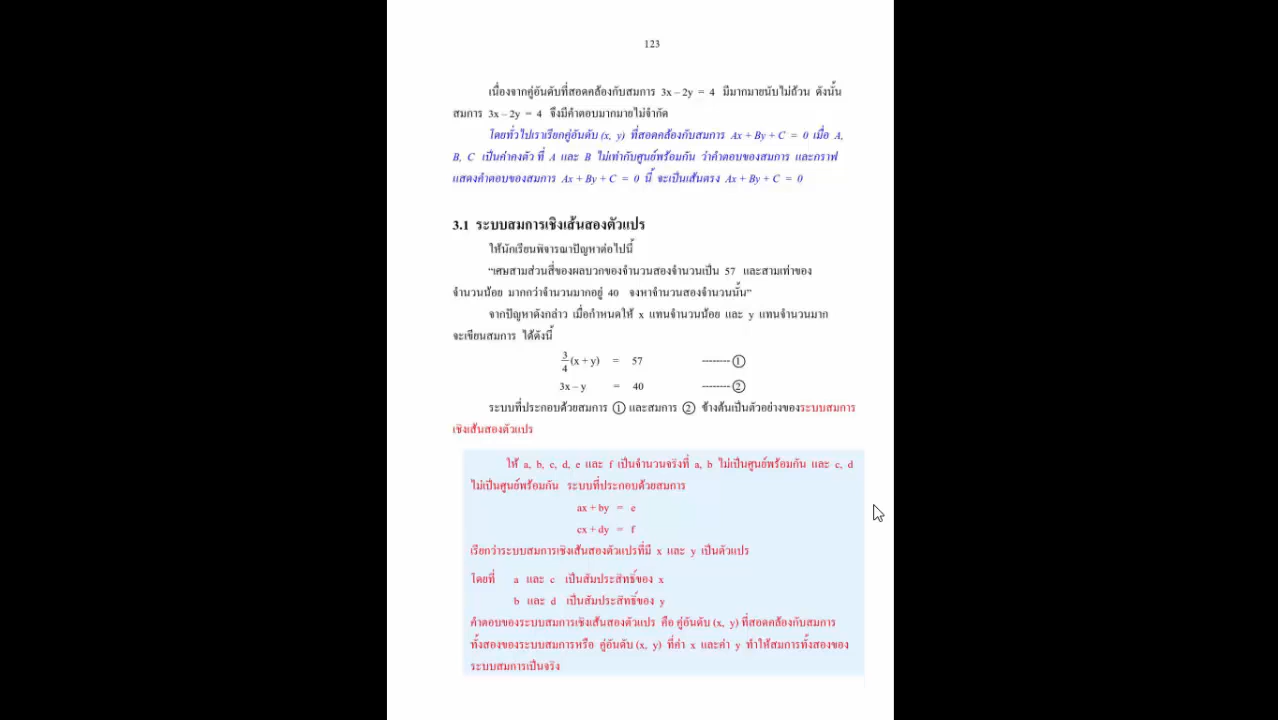 123
เนื่องจากคู่อันดับที่สอดคล้องกับสมการ 3x – 2y = 4 มีมากมายนับไม่ถ้วน ดังนั้น
สมการ 3x – 2y = 4 จึงมีคำตอบมากมายไม่จำกัด
โดยทั่วไปเราเรียกคู่อันดับ (x, y) ที่สอดคล้องกับสมการ Ax + By + C = 0 เมื่อ A,
B, C เป็นค่าคงตัว ที่ A และ B ไม่เท่ากับศูนย์พร้อมกัน ว่าคำตอบของสมการ และกราฟ
แสดงคำตอบของสมการ Ax + By + C = 0 นี้ จะเป็นเส้นตรง Ax + By + C = 0
3.1 ระบบสมการเชิงเส้นสองตัวแปร
ให้นักเรียนพิจารณาปัญหาต่อไปนี้
"เศษสามส่วนสี่ของผลบวกของจำนวนสองจำนวนเป็น 57 และสามเท่าของ
จำนวนน้อย มากกว่าจำนวนมากอยู่ 40 จงหาจำนวนสองจำนวนนั้น"
จากปัญหาดังกล่าว เมื่อกำหนดให้ x แทนจำนวนน้อย และ y แทนจำนวนมาก
จะเขียนสมการ ได้ดังนี้
3/4 (x + y) = 57 -------- ①
3x – y = 40 -------- ②
ระบบที่ประกอบด้วยสมการ ① และสมการ ② ข้างต้นเป็นตัวอย่างของระบบสมการ
เชิงเส้นสองตัวแปร
ให้ a, b, c, d, e และ f เป็นจำนวนจริงที่ a, b ไม่เป็นศูนย์พร้อมกัน และ c, d
ไม่เป็นศูนย์พร้อมกัน ระบบที่ประกอบด้วยสมการ
ax + by = e
cx + dy = f
เรียกว่าระบบสมการเชิงเส้นสองตัวแปรที่มี x และ y เป็นตัวแปร
โดยที่ a และ c เป็นสัมประสิทธิ์ของ x
b และ d เป็นสัมประสิทธิ์ของ y
คำตอบของระบบสมการเชิงเส้นสองตัวแปร คือ คู่อันดับ (x, y) ที่สอดคล้องกับสมการ
ทั้งสองของระบบสมการหรือ คู่อันดับ (x, y) ที่ค่า x และค่า y ทำให้สมการทั้งสองของ
ระบบสมการเป็นจริง